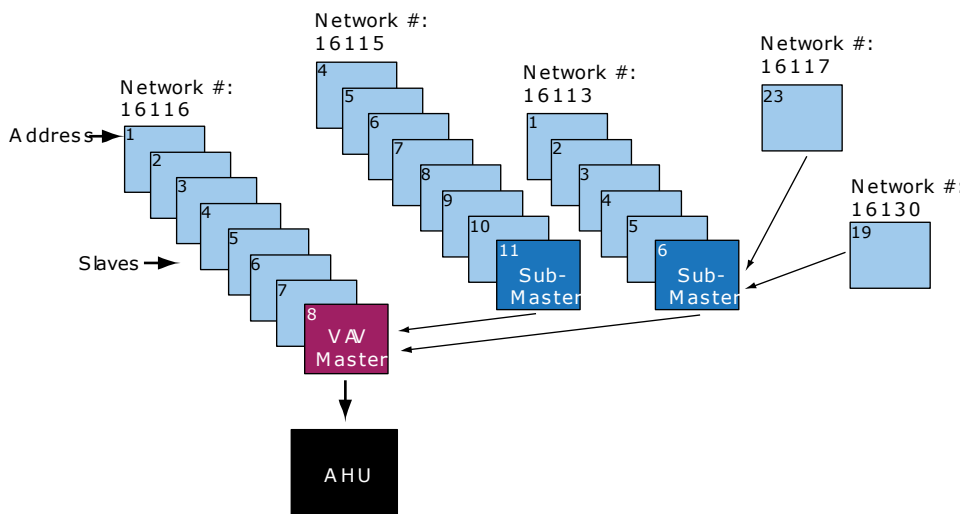 Network #:
16115
Network #:
16117
Network #:
16113
Network #:
16116
Address
1
2
3
4
5
6
7
8
VAV
Master
Slaves
4
5
6
7
8
9
10
11
Sub-
Master
1
2
3
4
5
6
Sub-
Master
23
Network #:
16130
19
AHU